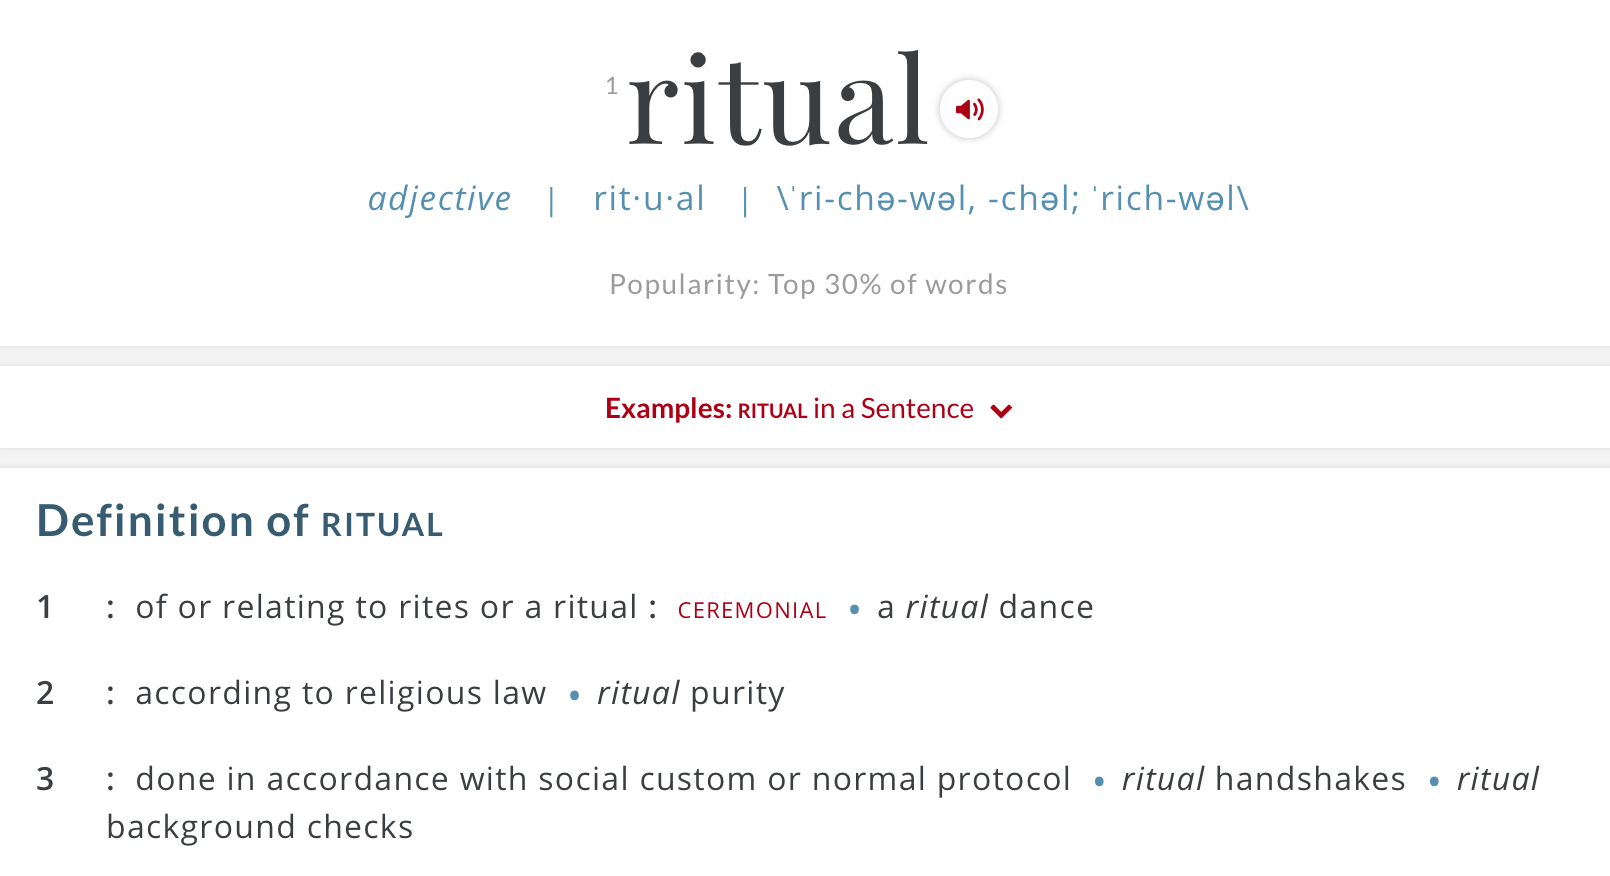 1 ritual
adjective | rit·u·al | \ˈri-chə-wəl, -chəl; ˈrich-wəl\
Popularity: Top 30% of words
Examples: RITUAL in a Sentence
Definition of RITUAL
1 : of or relating to rites or a ritual : CEREMONIAL • a ritual dance
2 : according to religious law • ritual purity
3 : done in accordance with social custom or normal protocol • ritual handshakes • ritual
background checks